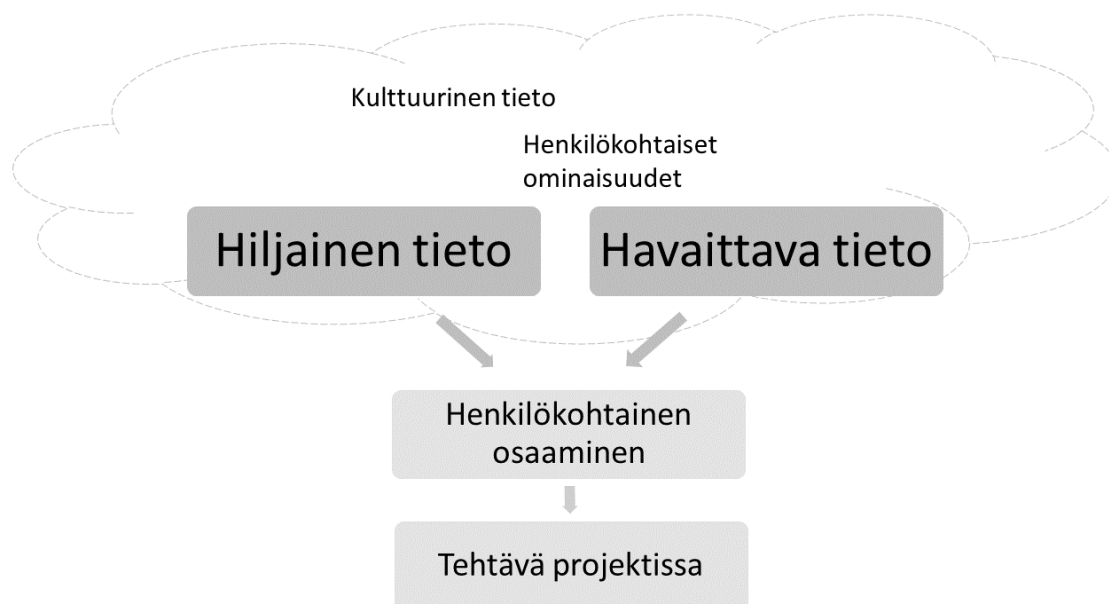 Kulttuurinen tieto
Henkilökohtaiset
ominaisuudet
Hiljainen tieto
Havaittava tieto
Henkilökohtainen
osaaminen
Tehtävä projektissa